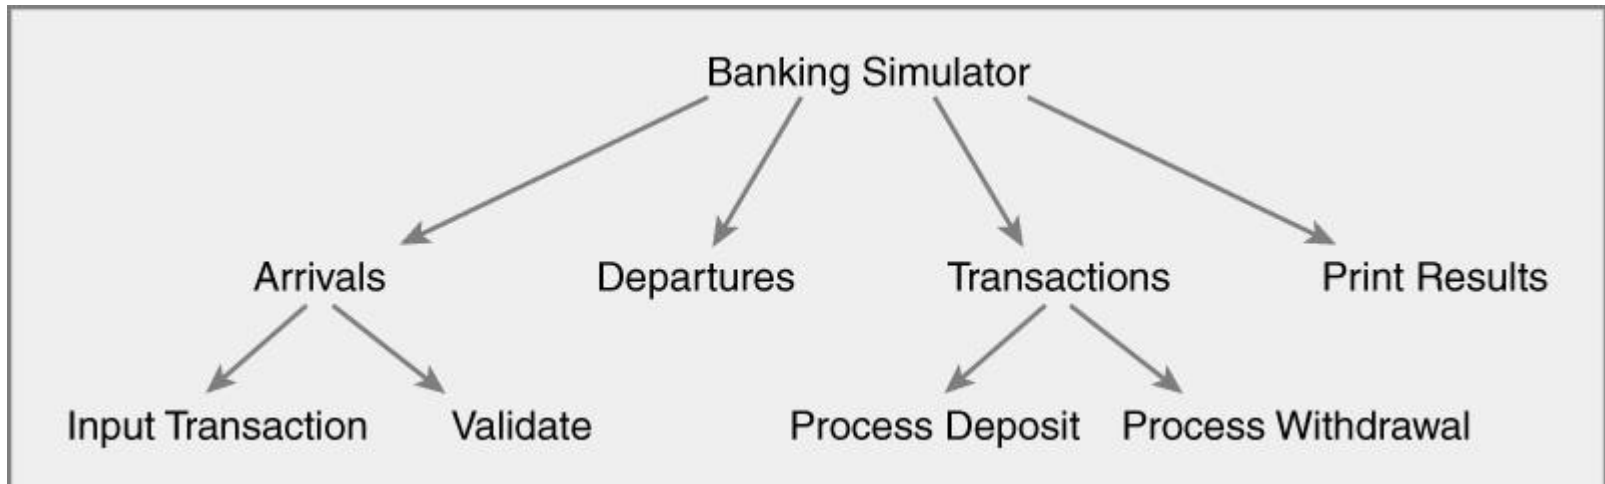 Banking Simulator
Arrivals Departures Transactions Print Results
Input Transaction Validate Process Deposit Process Withdrawal